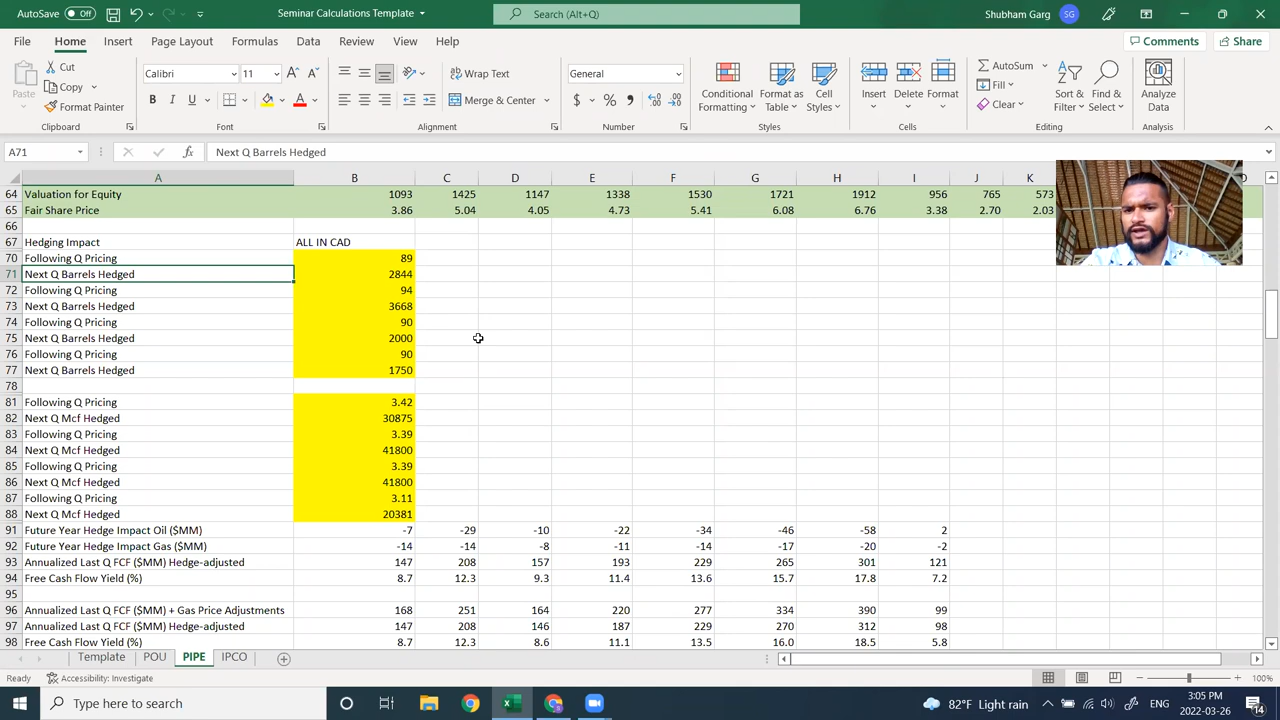 AutoSave Off Seminar Calculations Template Search (Alt+Q) Shubham Garg SG
File Home Insert Page Layout Formulas Data Review View Help Comments Share
Paste Cut Copy Format Painter Clipboard
Calibri 11 B I U A Font
Wrap Text Merge & Center Alignment
General $ % , Number
Conditional Formatting Format as Table Cell Styles Styles
Insert Delete Format Cells
AutoSum Fill Clear Sort & Filter Find & Select Editing
Analyze Data Analysis
A71 fx Next Q Barrels Hedged
A B C D E F G H I J K
64 Valuation for Equity 1093 1425 1147 1338 1530 1721 1912 956 765 573
65 Fair Share Price 3.86 5.04 4.05 4.73 5.41 6.08 6.76 3.38 2.70 2.03
66
67 Hedging Impact ALL IN CAD
70 Following Q Pricing 89
71 Next Q Barrels Hedged 2844
72 Following Q Pricing 94
73 Next Q Barrels Hedged 3668
74 Following Q Pricing 90
75 Next Q Barrels Hedged 2000
76 Following Q Pricing 90
77 Next Q Barrels Hedged 1750
78
81 Following Q Pricing 3.42
82 Next Q Mcf Hedged 30875
83 Following Q Pricing 3.39
84 Next Q Mcf Hedged 41800
85 Following Q Pricing 3.39
86 Next Q Mcf Hedged 41800
87 Following Q Pricing 3.11
88 Next Q Mcf Hedged 20381
91 Future Year Hedge Impact Oil ($MM) -7 -29 -10 -22 -34 -46 -58 2
92 Future Year Hedge Impact Gas ($MM) -14 -14 -8 -11 -14 -17 -20 -2
93 Annualized Last Q FCF ($MM) Hedge-adjusted 147 208 157 193 229 265 301 121
94 Free Cash Flow Yield (%) 8.7 12.3 9.3 11.4 13.6 15.7 17.8 7.2
95
96 Annualized Last Q FCF ($MM) + Gas Price Adjustments 168 251 164 220 277 334 390 99
97 Annualized Last Q FCF ($MM) Hedge-adjusted 147 208 146 187 229 270 312 98
98 Free Cash Flow Yield (%) 8.7 12.3 8.6 11.1 13.5 16.0 18.5 5.8
Template POU PIPE IPCO
Ready Accessibility: Investigate 100%
Type here to search 82°F Light rain ENG 3:05 PM 2022-03-26 14